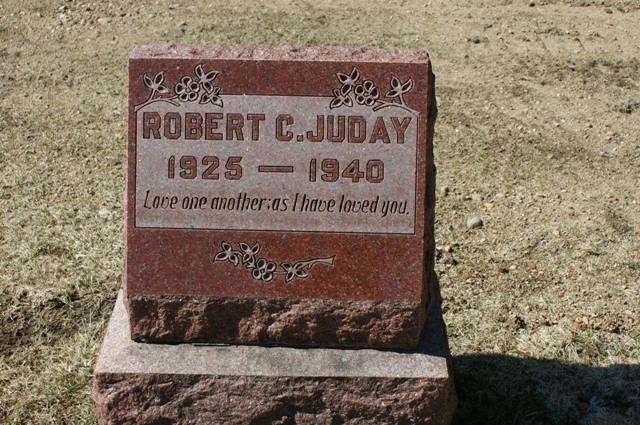 ROBERT C. JUDAY
1925 — 1940
Love one another; as I have loved you.